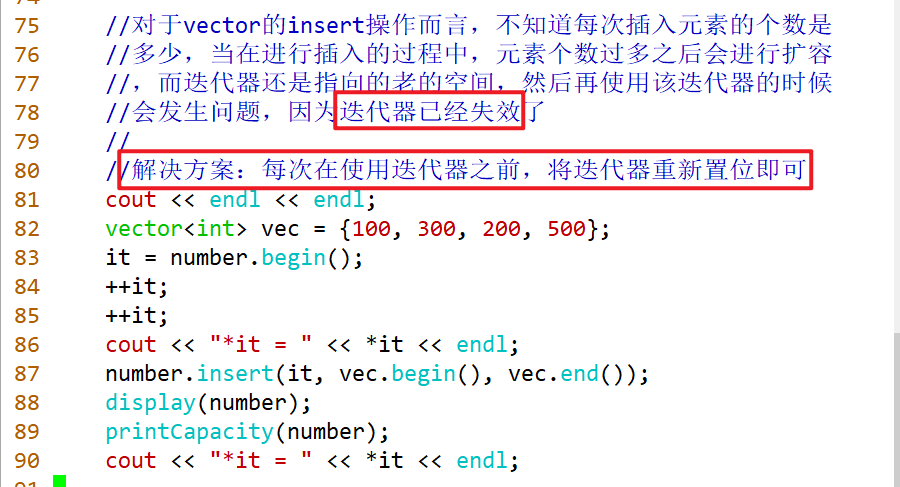 75 //对于vector的insert操作而言，不知道每次插入元素的个数是
76 //多少，当在进行插入的过程中，元素个数过多之后会进行扩容
77 //，而迭代器还是指向的老的空间，然后再使用该迭代器的时候
78 //会发生问题，因为迭代器已经失效了
79 //
80 //解决方案：每次在使用迭代器之前，将迭代器重新置位即可
81 cout << endl << endl;
82 vector<int> vec = {100, 300, 200, 500};
83 it = number.begin();
84 ++it;
85 ++it;
86 cout << "*it = " << *it << endl;
87 number.insert(it, vec.begin(), vec.end());
88 display(number);
89 printCapacity(number);
90 cout << "*it = " << *it << endl;